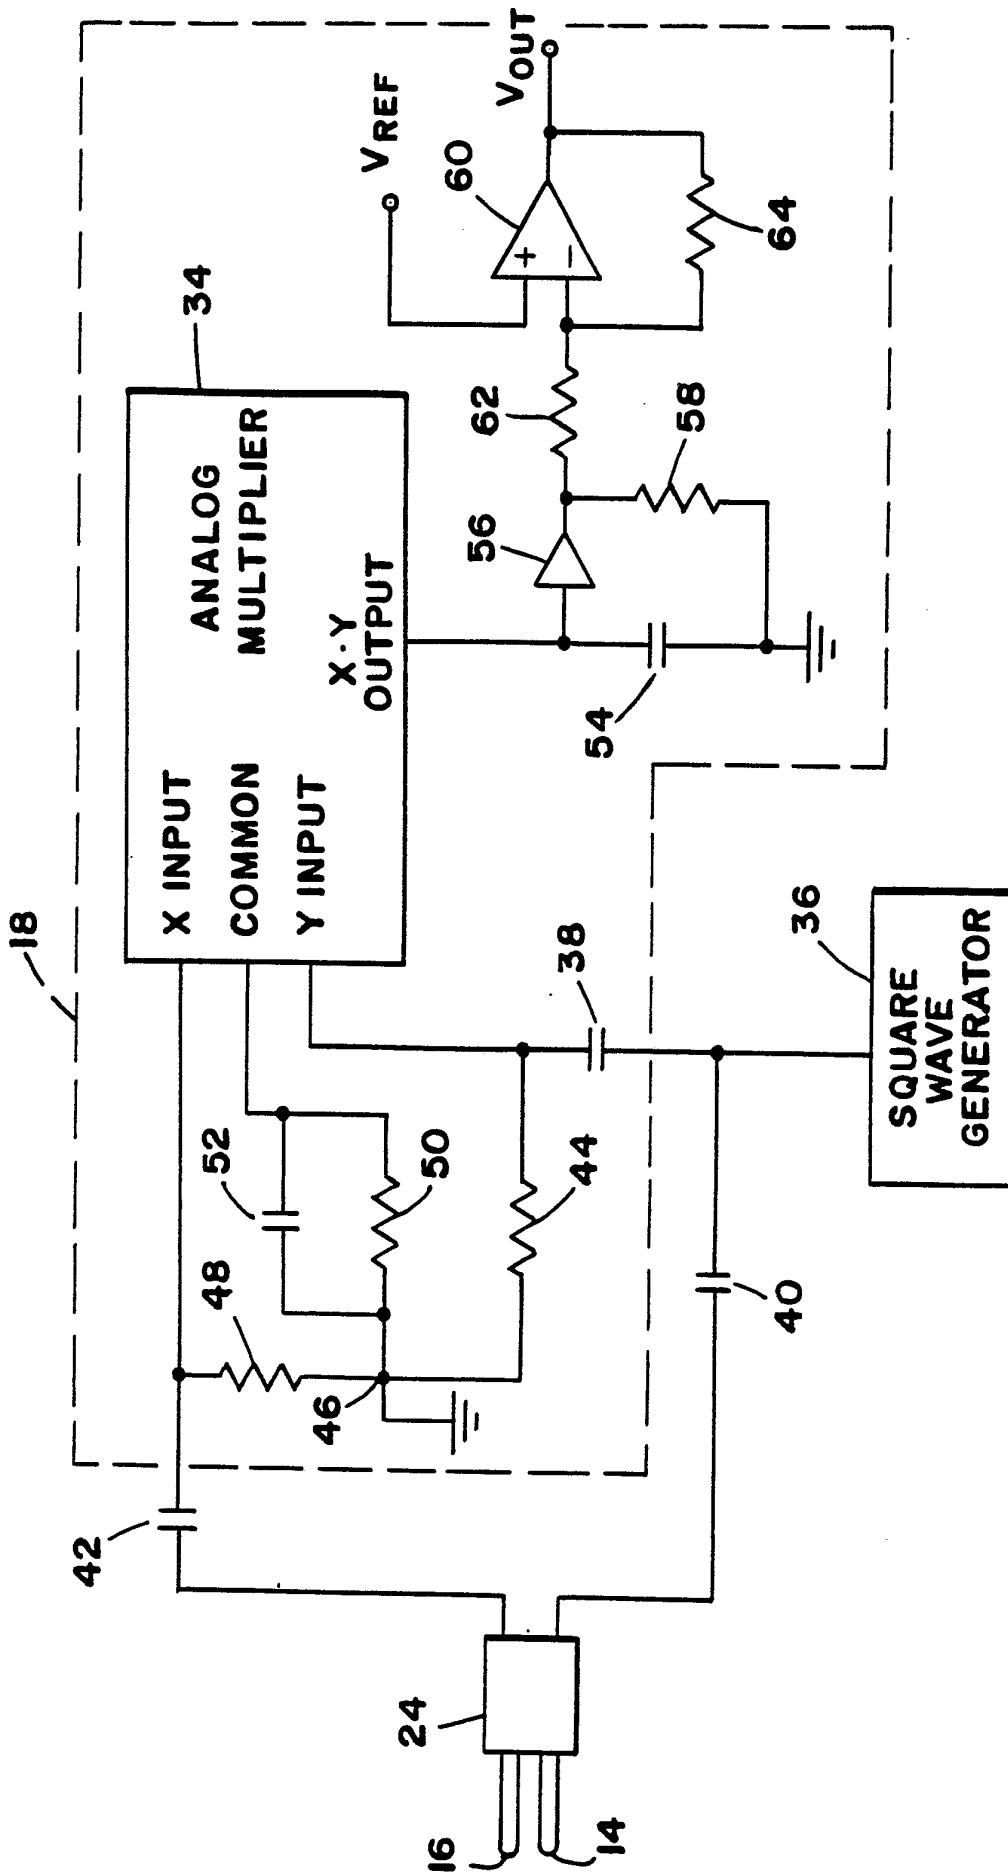 18
34
X INPUT
COMMON
Y INPUT
ANALOG
MULTIPLIER
X·Y
OUTPUT
VREF
60
VOUT
+
−
64
62
58
56
54
42
48
52
50
46
44
38
40
36
SQUARE
WAVE
GENERATOR
24
16
14